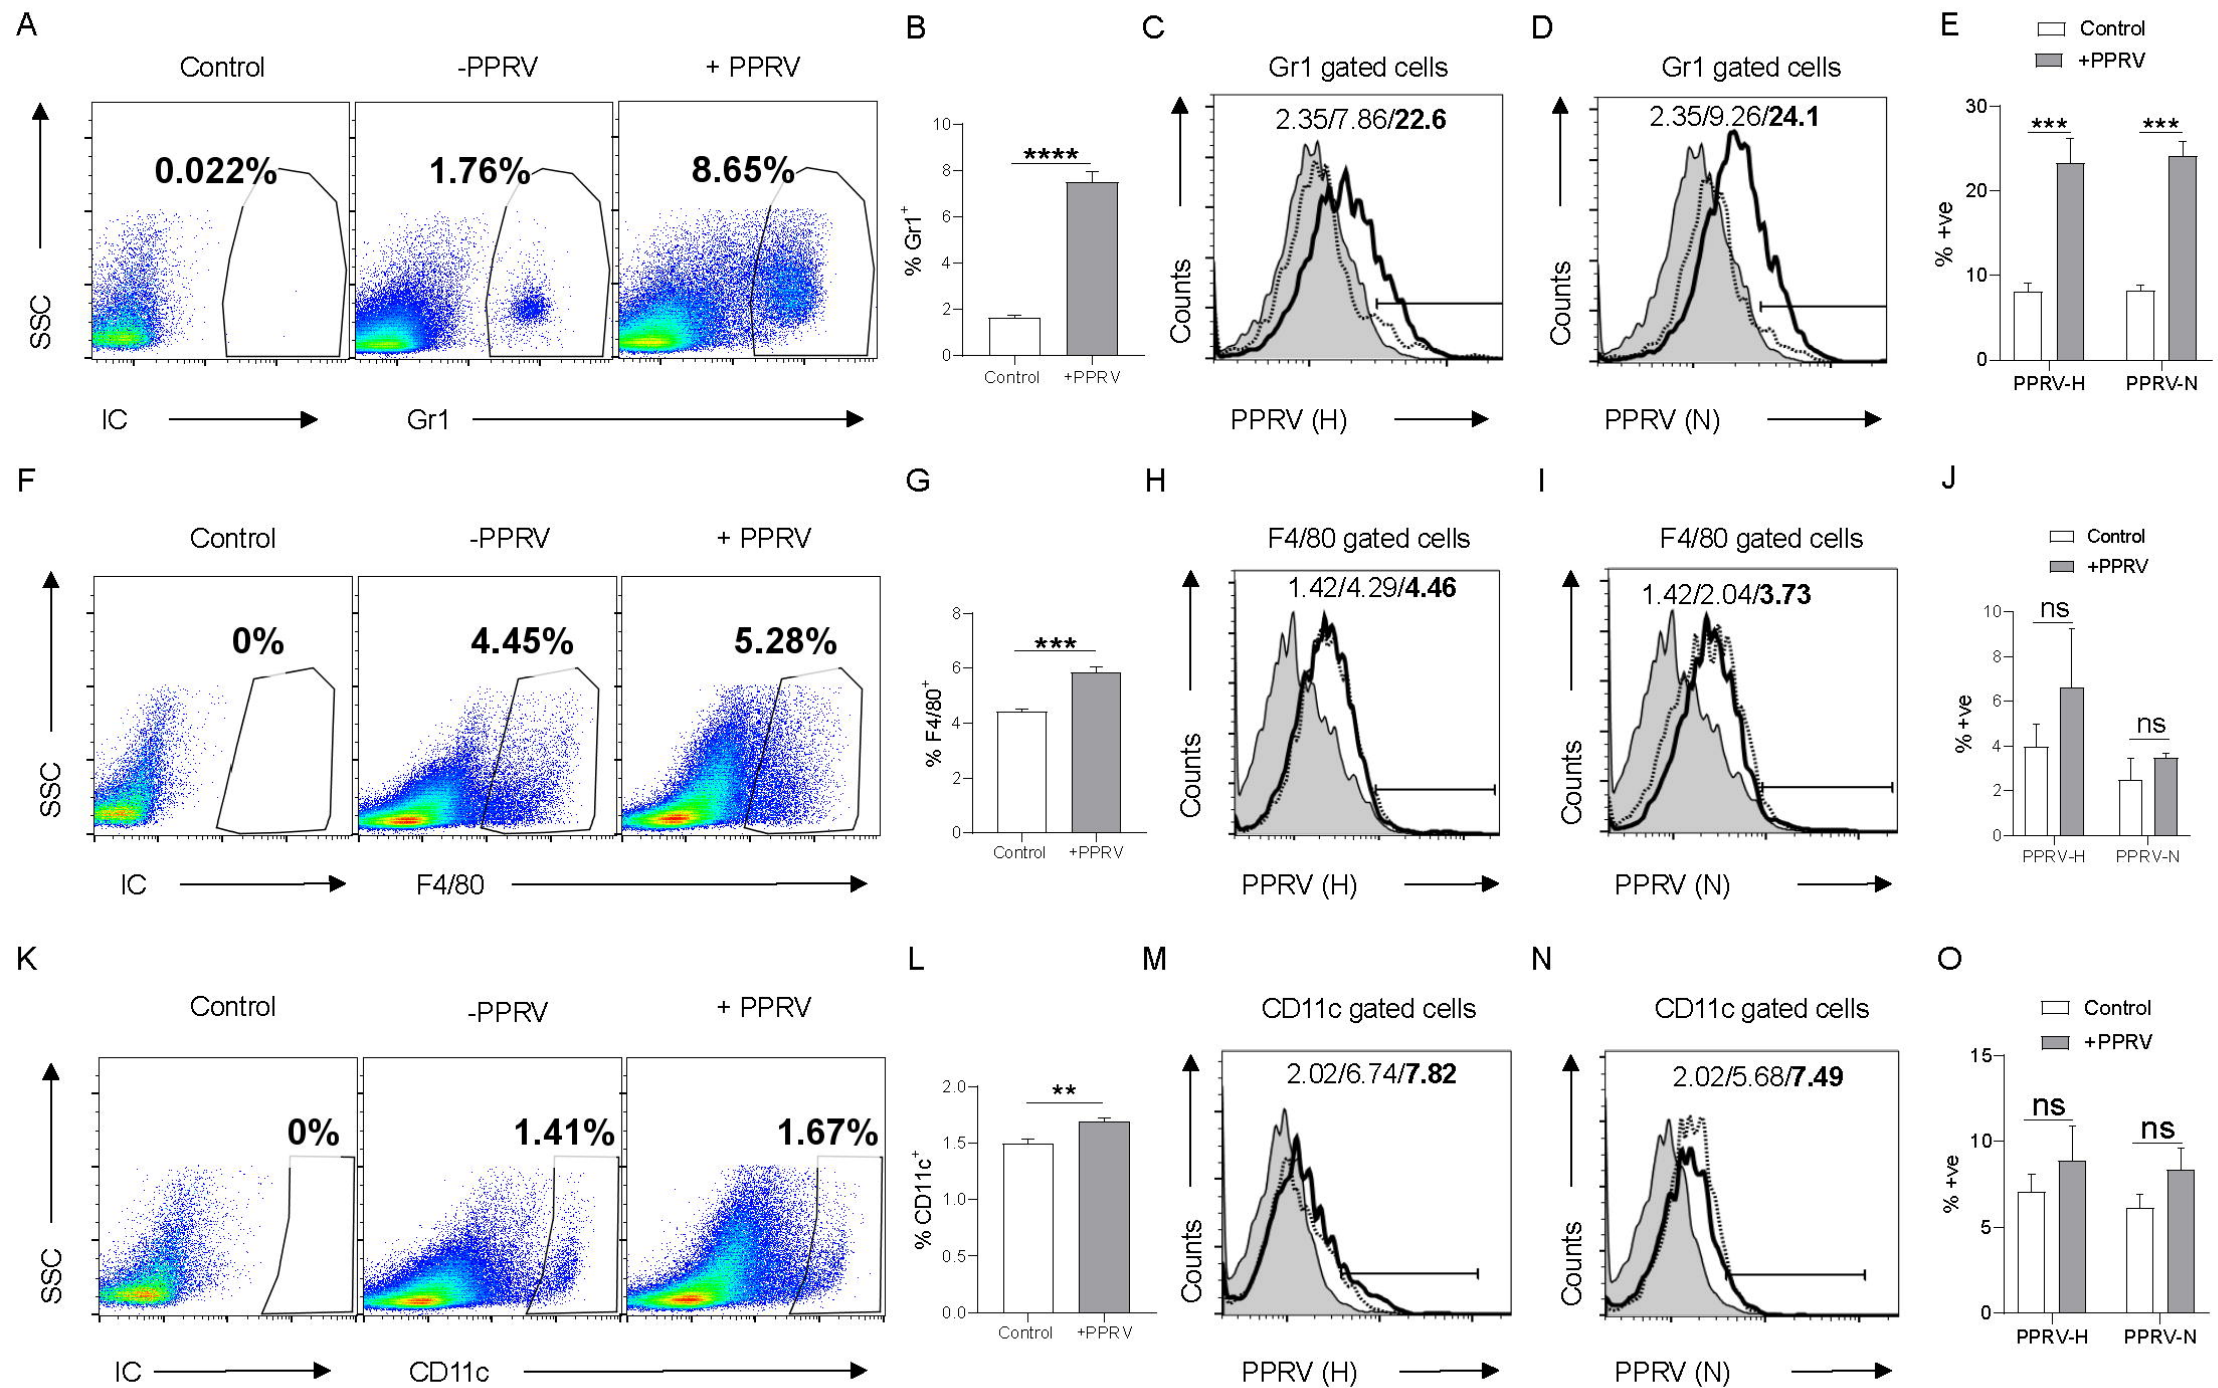 A
Control
-PPRV
+ PPRV
0.022%
1.76%
8.65%
SSC
IC
Gr1
B
10
8
6
4
2
0
% Gr1⁺
****
Control
+PPRV
C
Gr1 gated cells
2.35/7.86/22.6
Counts
PPRV (H)
D
Gr1 gated cells
2.35/9.26/24.1
Counts
PPRV (N)
E
Control
+PPRV
30
20
10
0
% +ve
***
***
PPRV-H
PPRV-N
F
Control
-PPRV
+ PPRV
0%
4.45%
5.28%
SSC
IC
F4/80
G
8
6
4
2
0
% F4/80⁺
***
Control
+PPRV
H
F4/80 gated cells
1.42/4.29/4.46
Counts
PPRV (H)
I
F4/80 gated cells
1.42/2.04/3.73
Counts
PPRV (N)
J
Control
+PPRV
10
8
6
4
2
0
% +ve
ns
ns
PPRV-H
PPRV-N
K
Control
-PPRV
+ PPRV
0%
1.41%
1.67%
SSC
IC
CD11c
L
2.0
1.5
1.0
0.5
0.0
% CD11c⁺
**
Control
+PPRV
M
CD11c gated cells
2.02/6.74/7.82
Counts
PPRV (H)
N
CD11c gated cells
2.02/5.68/7.49
Counts
PPRV (N)
O
Control
+PPRV
15
10
5
0
% +ve
ns
ns
PPRV-H
PPRV-N